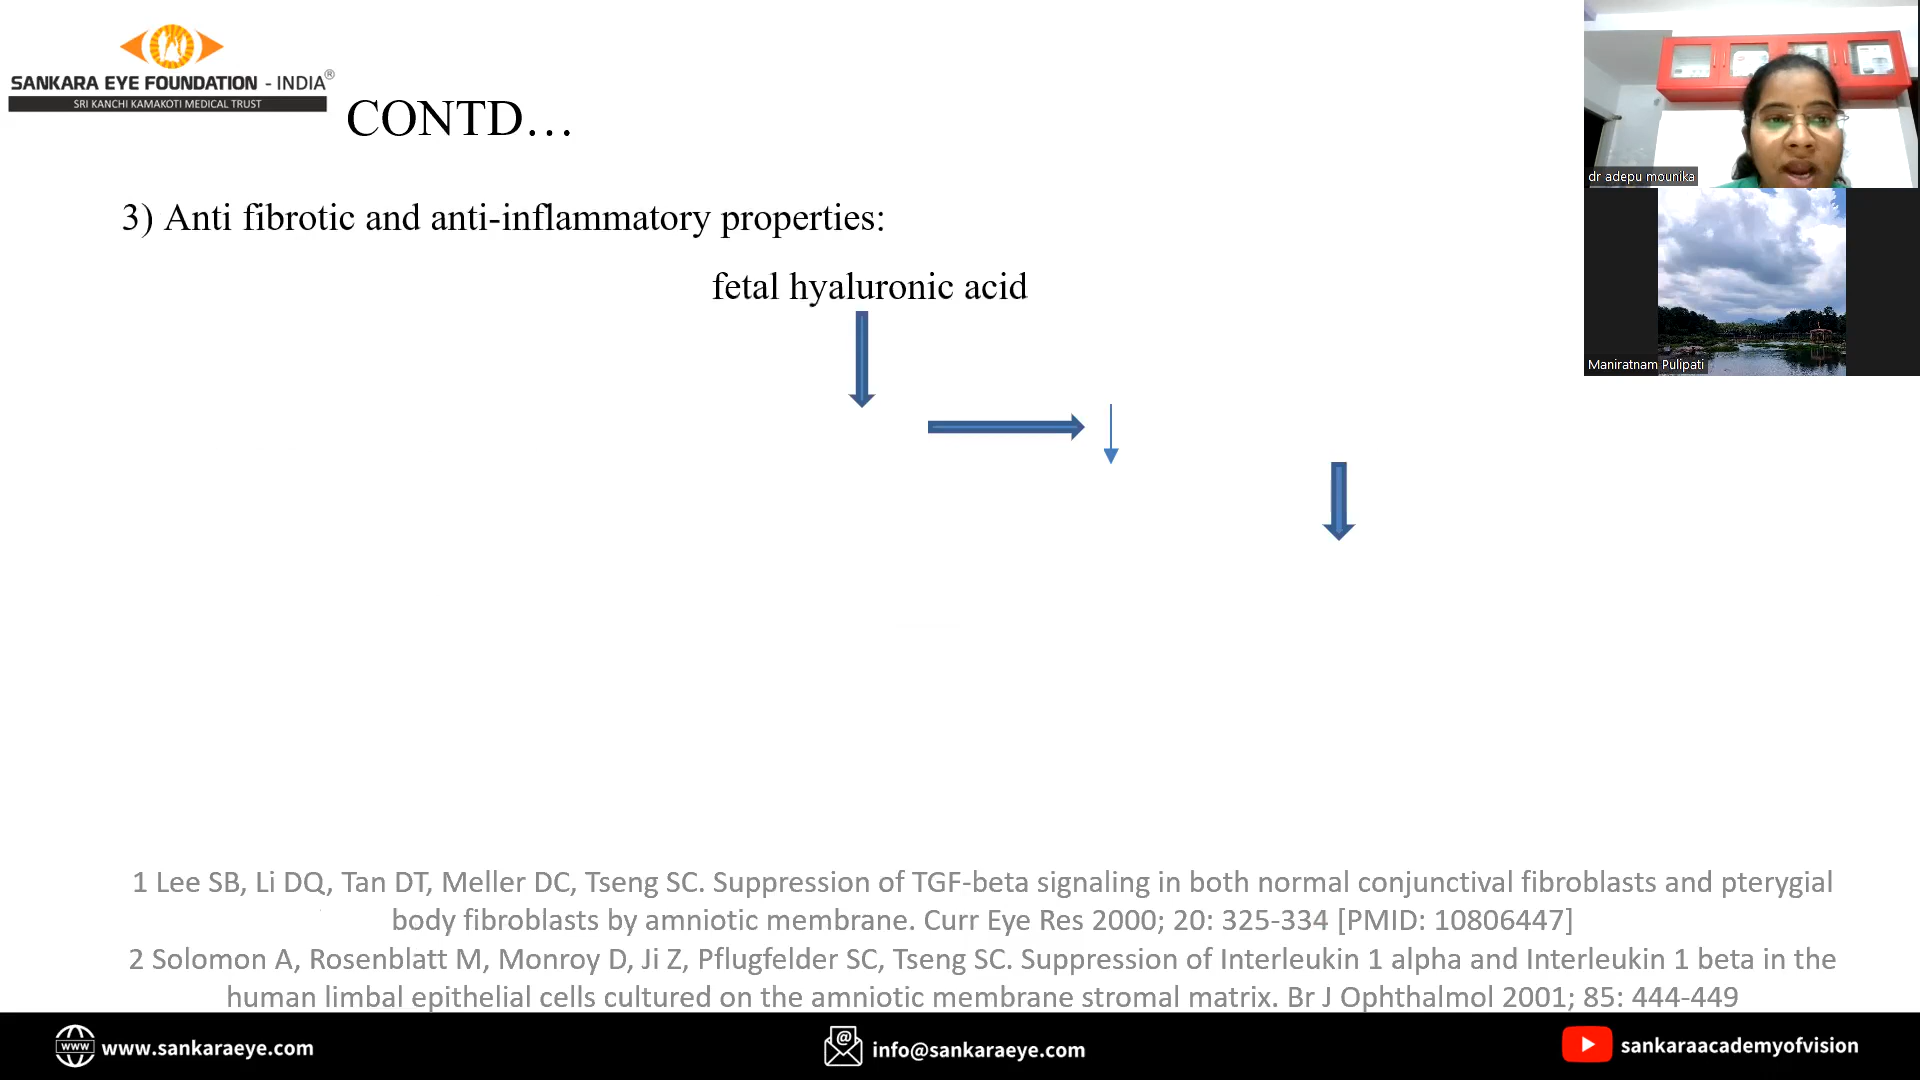 SANKARA EYE FOUNDATION - INDIA®
SRI KANCHI KAMAKOTI MEDICAL TRUST
CONTD…
3) Anti fibrotic and anti-inflammatory properties:
fetal hyaluronic acid
dr adepu mounika
Maniratnam Pulipati
1 Lee SB, Li DQ, Tan DT, Meller DC, Tseng SC. Suppression of TGF-beta signaling in both normal conjunctival fibroblasts and pterygial
body fibroblasts by amniotic membrane. Curr Eye Res 2000; 20: 325-334 [PMID: 10806447]
2 Solomon A, Rosenblatt M, Monroy D, Ji Z, Pflugfelder SC, Tseng SC. Suppression of Interleukin 1 alpha and Interleukin 1 beta in the
human limbal epithelial cells cultured on the amniotic membrane stromal matrix. Br J Ophthalmol 2001; 85: 444-449
www www.sankaraeye.com
@ info@sankaraeye.com
sankaraacademyofvision